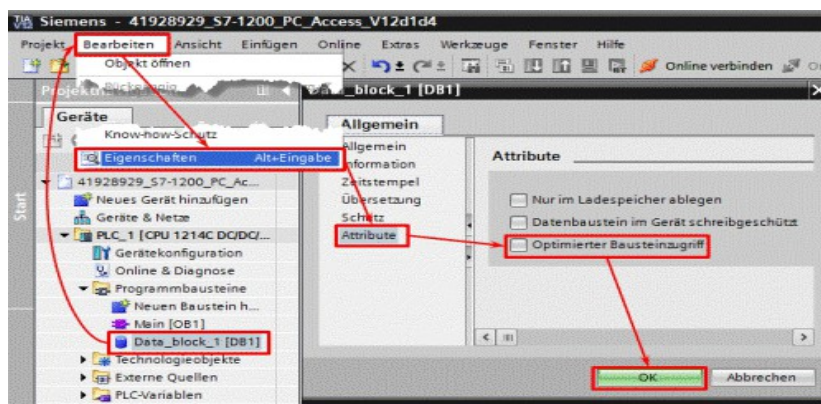 Siemens - 41928929_S7-1200_PC_Access_V12d1d4
Projekt Bearbeiten Ansicht Einfügen Online Extras Werkzeuge Fenster Hilfe
Objekt öffnen
Online verbinden
_block_1 [DB1]
Geräte
Know-how-Schutz
Eigenschaften Alt+Eingabe
41928929_S7-1200_PC_Ac...
Neues Gerät hinzufügen
Geräte & Netze
PLC_1 [CPU 1214C DC/DC/...
Gerätekonfiguration
Online & Diagnose
Programmbausteine
Neuen Baustein h...
Main [OB1]
Data_block_1 [DB1]
Technologieobjekte
Externe Quellen
PLC-Variablen
Start
Allgemein
Allgemein
Information
Zeitstempel
Übersetzung
Schutz
Attribute
Attribute
Nur im Ladespeicher ablegen
Datenbaustein im Gerät schreibgeschützt
Optimierter Bausteinzugriff
OK Abbrechen